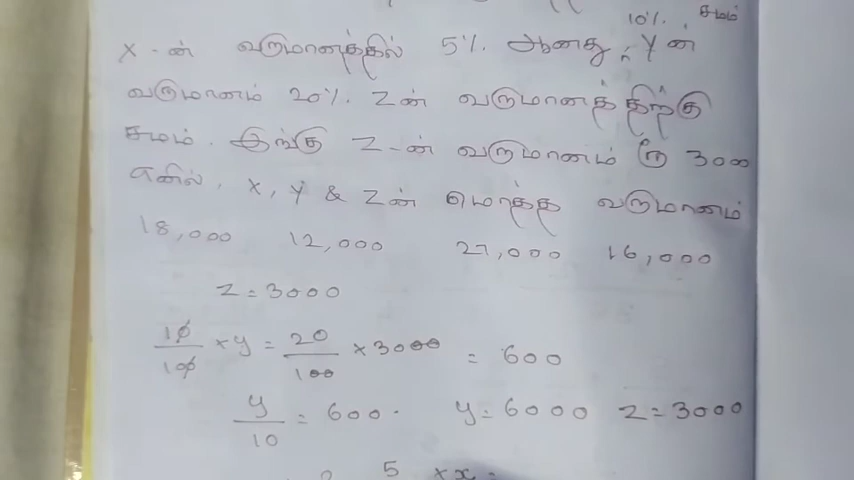 10%. சமம்
X - ன் வருமானத்தில் 5%. ஆனது, Y ன்
வருமானம் 20%. Z ன் வருமானத்திற்கு
சமம். இங்கு Z - ன் வருமானம் ரூ 3000
எனில், X, Y & Z ன் மொத்த வருமானம்
18,000 12,000 27,000 16,000
Z = 3000
10/100 × y = 20/100 × 3000 = 600
y/10 = 600. y = 6000 Z = 3000
5 × x =